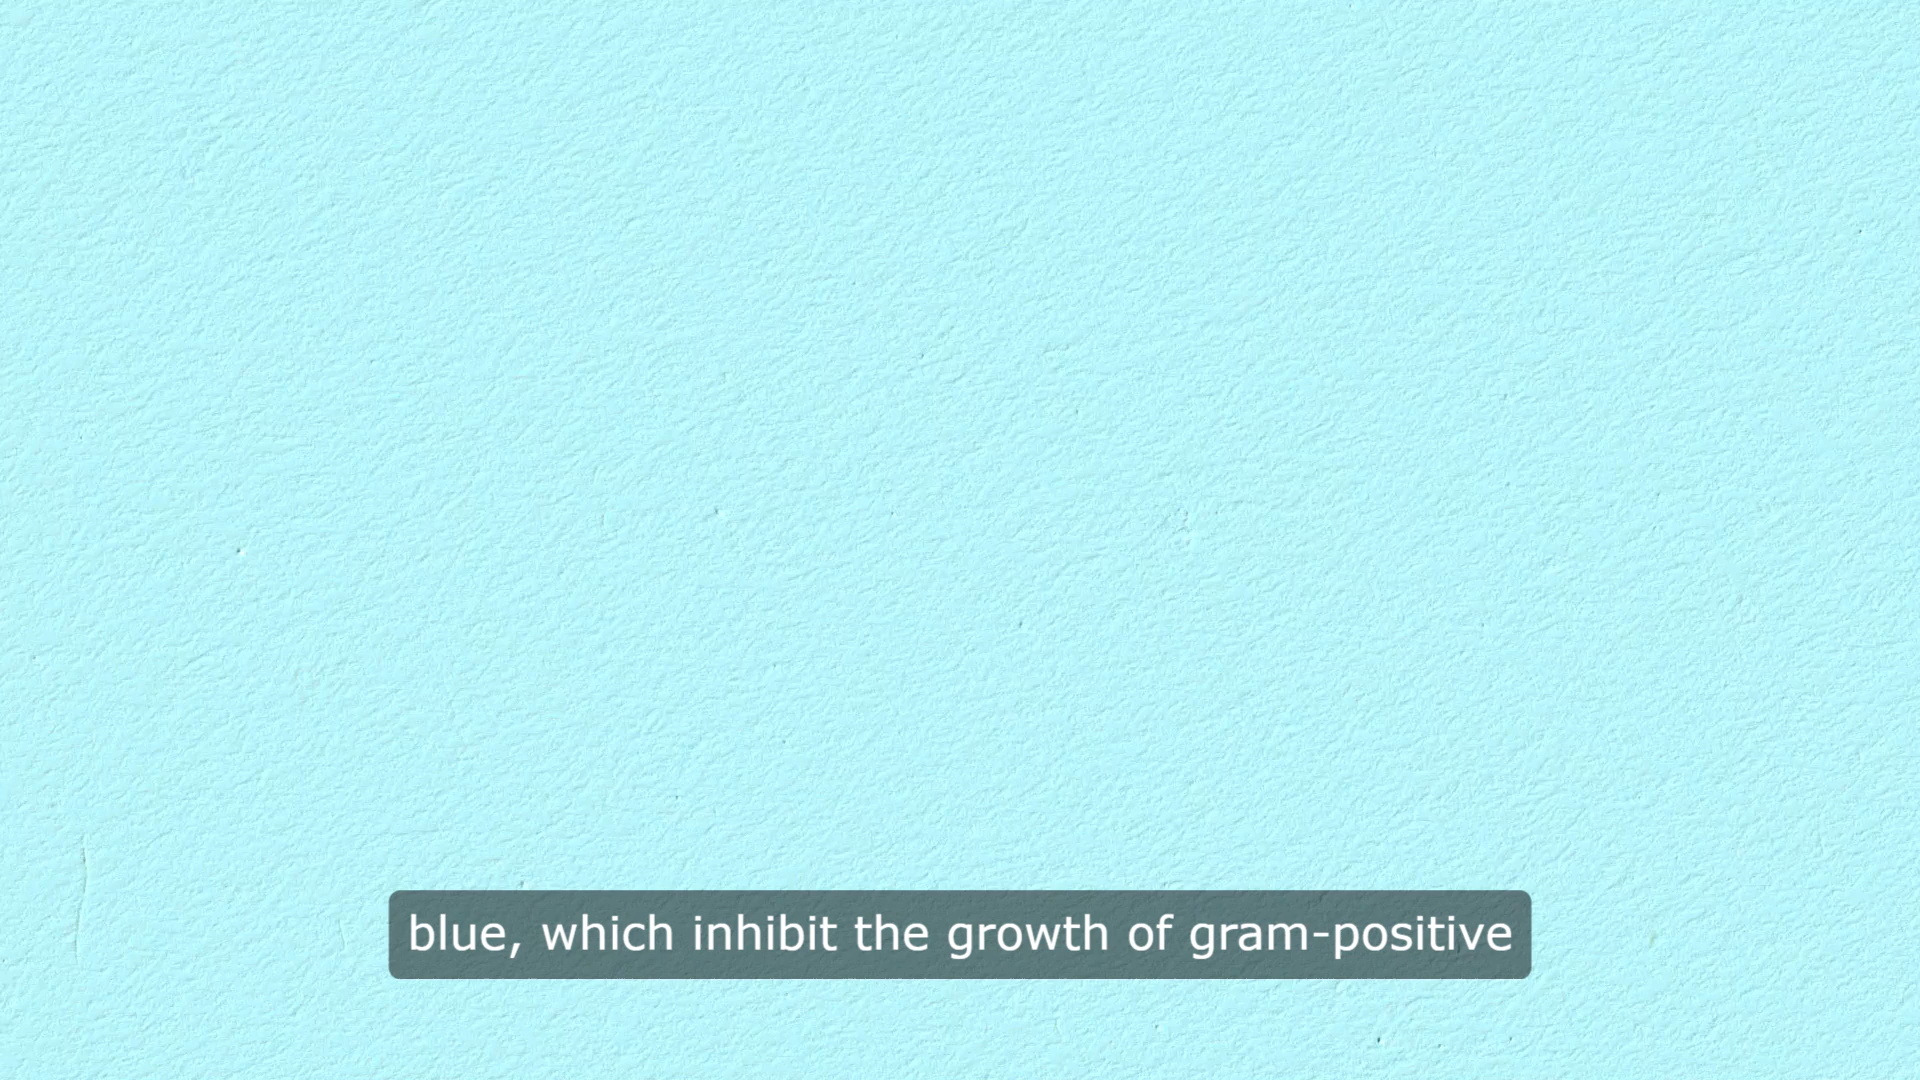 blue, which inhibit the growth of gram-positive